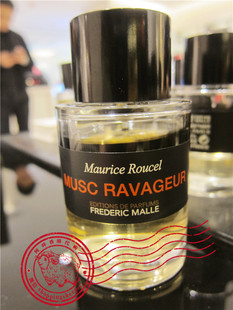 Maurice Roucel
MUSC RAVAGEUR
EDITIONS DE PARFUMS
FREDERIC MALLE